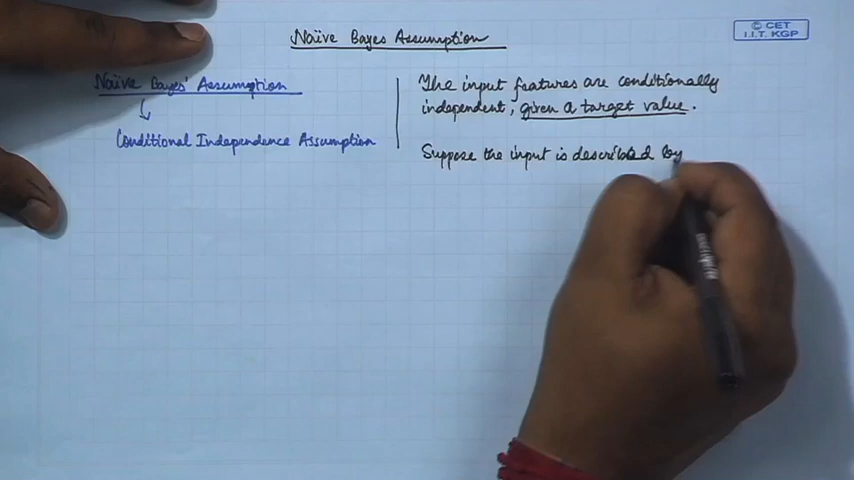 Naïve Bayes Assumption
© CET
I.I.T. KGP
Naïve Bayes' Assumption
Conditional Independence Assumption
The input features are conditionally
independent, given a target value.
Suppose the input is described by